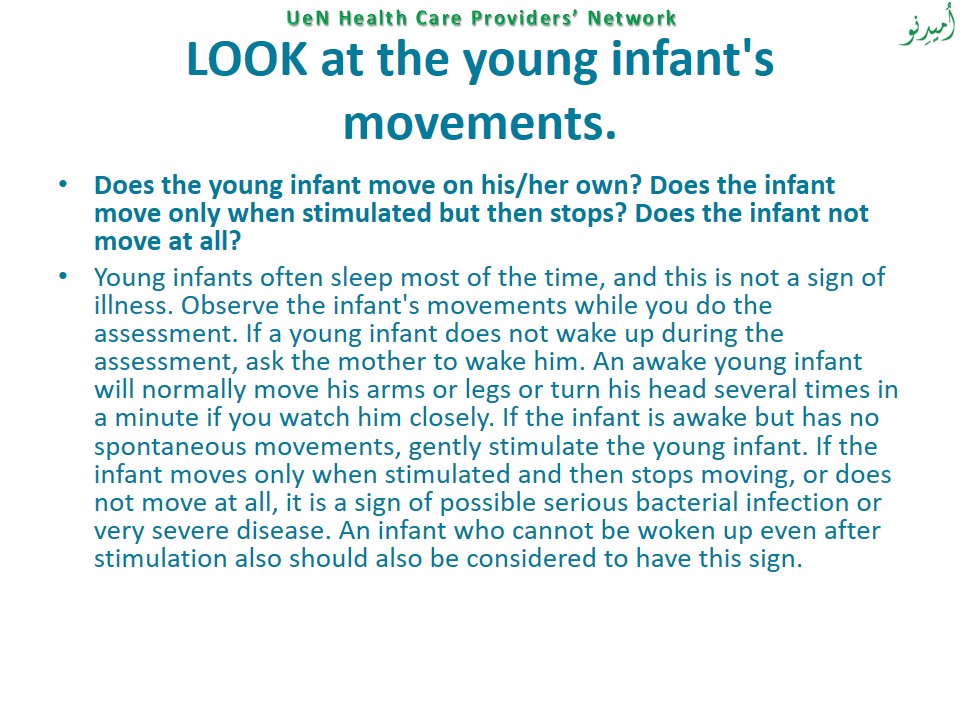 UeN Health Care Providers’ Network
اُمیدِنو
LOOK at the young infant's
movements.
• Does the young infant move on his/her own? Does the infant
move only when stimulated but then stops? Does the infant not
move at all?
• Young infants often sleep most of the time, and this is not a sign of
illness. Observe the infant's movements while you do the
assessment. If a young infant does not wake up during the
assessment, ask the mother to wake him. An awake young infant
will normally move his arms or legs or turn his head several times in
a minute if you watch him closely. If the infant is awake but has no
spontaneous movements, gently stimulate the young infant. If the
infant moves only when stimulated and then stops moving, or does
not move at all, it is a sign of possible serious bacterial infection or
very severe disease. An infant who cannot be woken up even after
stimulation also should also be considered to have this sign.